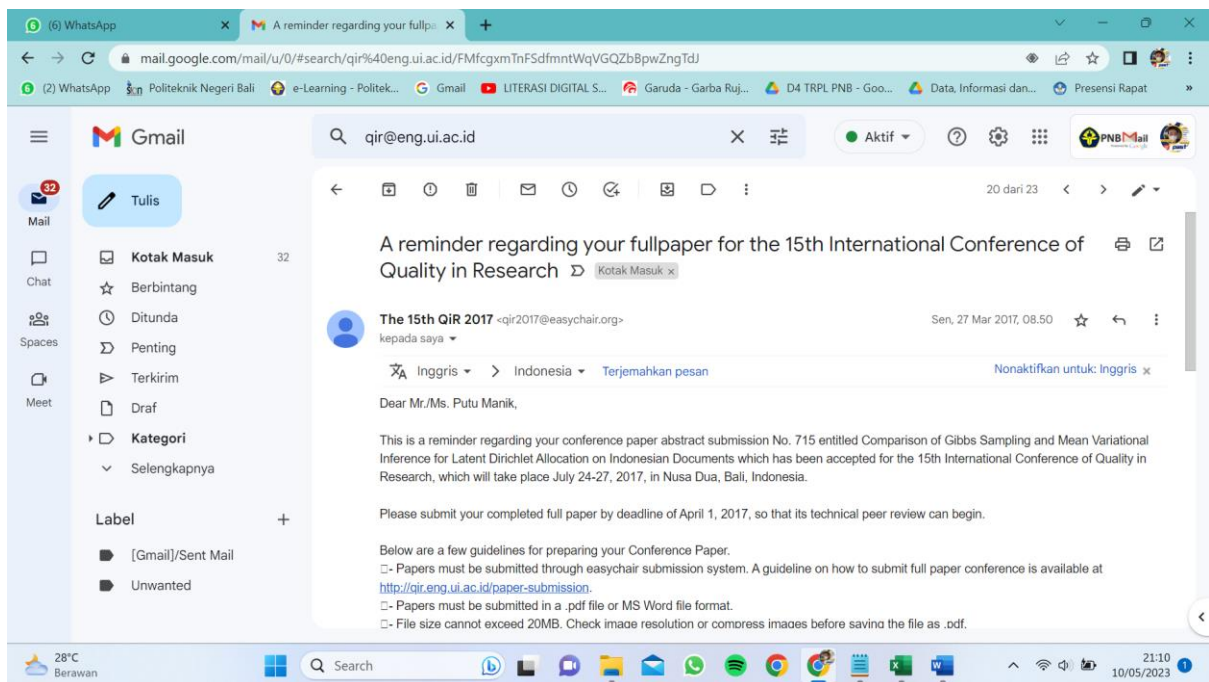 (6) WhatsApp
A reminder regarding your fullpa
mail.google.com/mail/u/0/#search/qir%40eng.ui.ac.id/FMfcgxmTnFSdfmntWqVGQZbBpwZngTdJ
(2) WhatsApp Politeknik Negeri Bali e-Learning - Politek... Gmail LITERASI DIGITAL S... Garuda - Garba Ruj... D4 TRPL PNB - Goo... Data, Informasi dan... Presensi Rapat »
Gmail
qir@eng.ui.ac.id
Aktif
PNBMail
32
Mail
Chat
Spaces
Meet
Tulis
Kotak Masuk 32
Berbintang
Ditunda
Penting
Terkirim
Draf
Kategori
Selengkapnya
Label +
[Gmail]/Sent Mail
Unwanted
20 dari 23
A reminder regarding your fullpaper for the 15th International Conference of
Quality in Research Kotak Masuk x
The 15th QiR 2017 <qir2017@easychair.org> Sen, 27 Mar 2017, 08.50
kepada saya
Inggris > Indonesia Terjemahkan pesan Nonaktifkan untuk: Inggris x
Dear Mr./Ms. Putu Manik,
This is a reminder regarding your conference paper abstract submission No. 715 entitled Comparison of Gibbs Sampling and Mean Variational
Inference for Latent Dirichlet Allocation on Indonesian Documents which has been accepted for the 15th International Conference of Quality in
Research, which will take place July 24-27, 2017, in Nusa Dua, Bali, Indonesia.
Please submit your completed full paper by deadline of April 1, 2017, so that its technical peer review can begin.
Below are a few guidelines for preparing your Conference Paper.
- Papers must be submitted through easychair submission system. A guideline on how to submit full paper conference is available at
http://qir.eng.ui.ac.id/paper-submission.
- Papers must be submitted in a .pdf file or MS Word file format.
- File size cannot exceed 20MB. Check image resolution or compress images before saving the file as .pdf.
28°C
Berawan
Search
21:10
10/05/2023
1